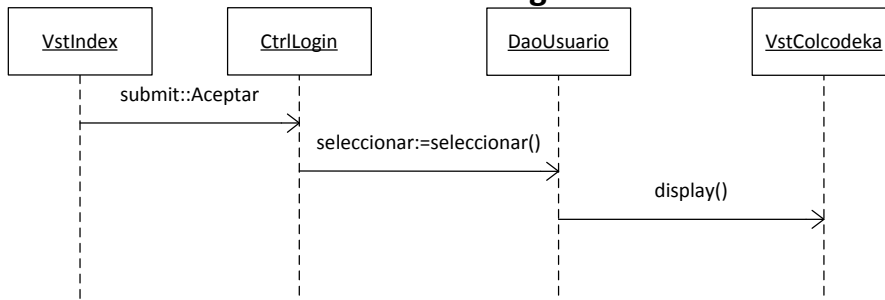 VstIndex
CtrlLogin
DaoUsuario
VstColcodeka
submit::Aceptar
seleccionar:=seleccionar()
display()